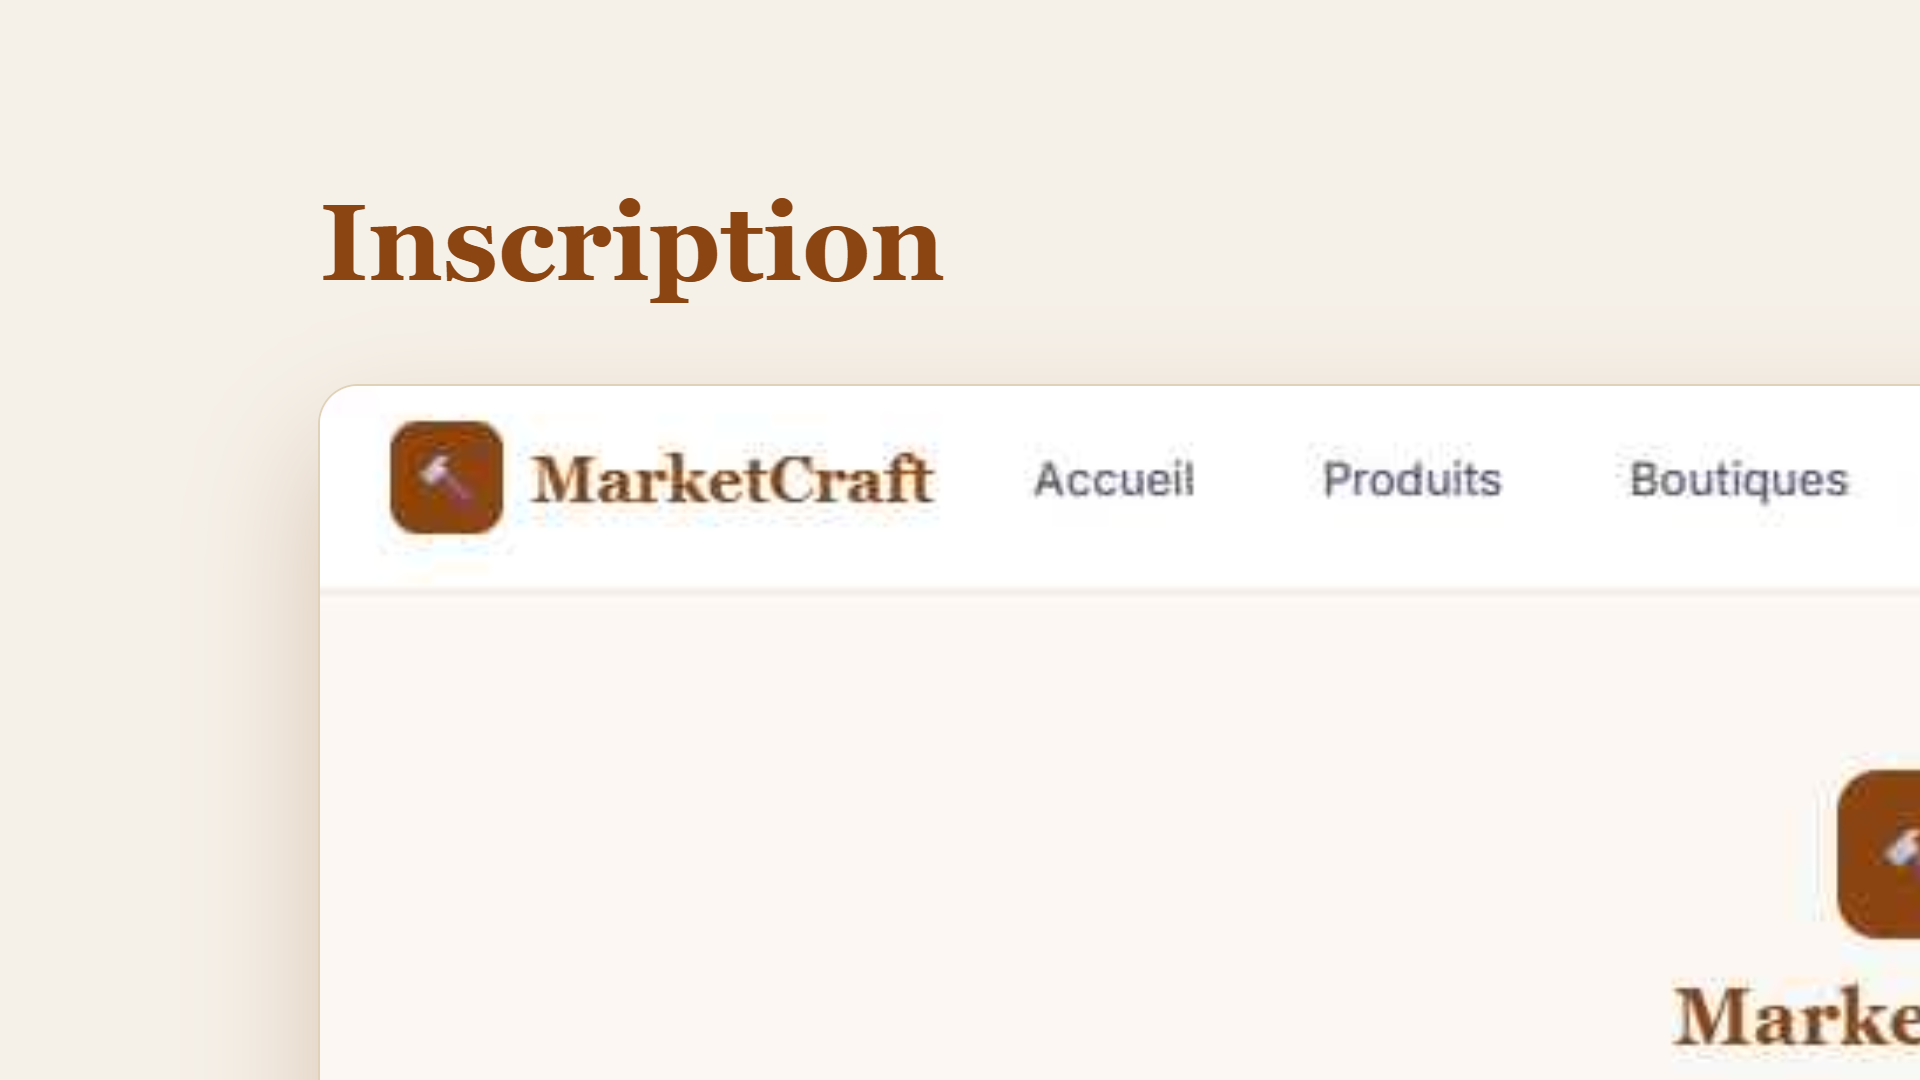 Inscription
MarketCraft Accueil Produits Boutiques